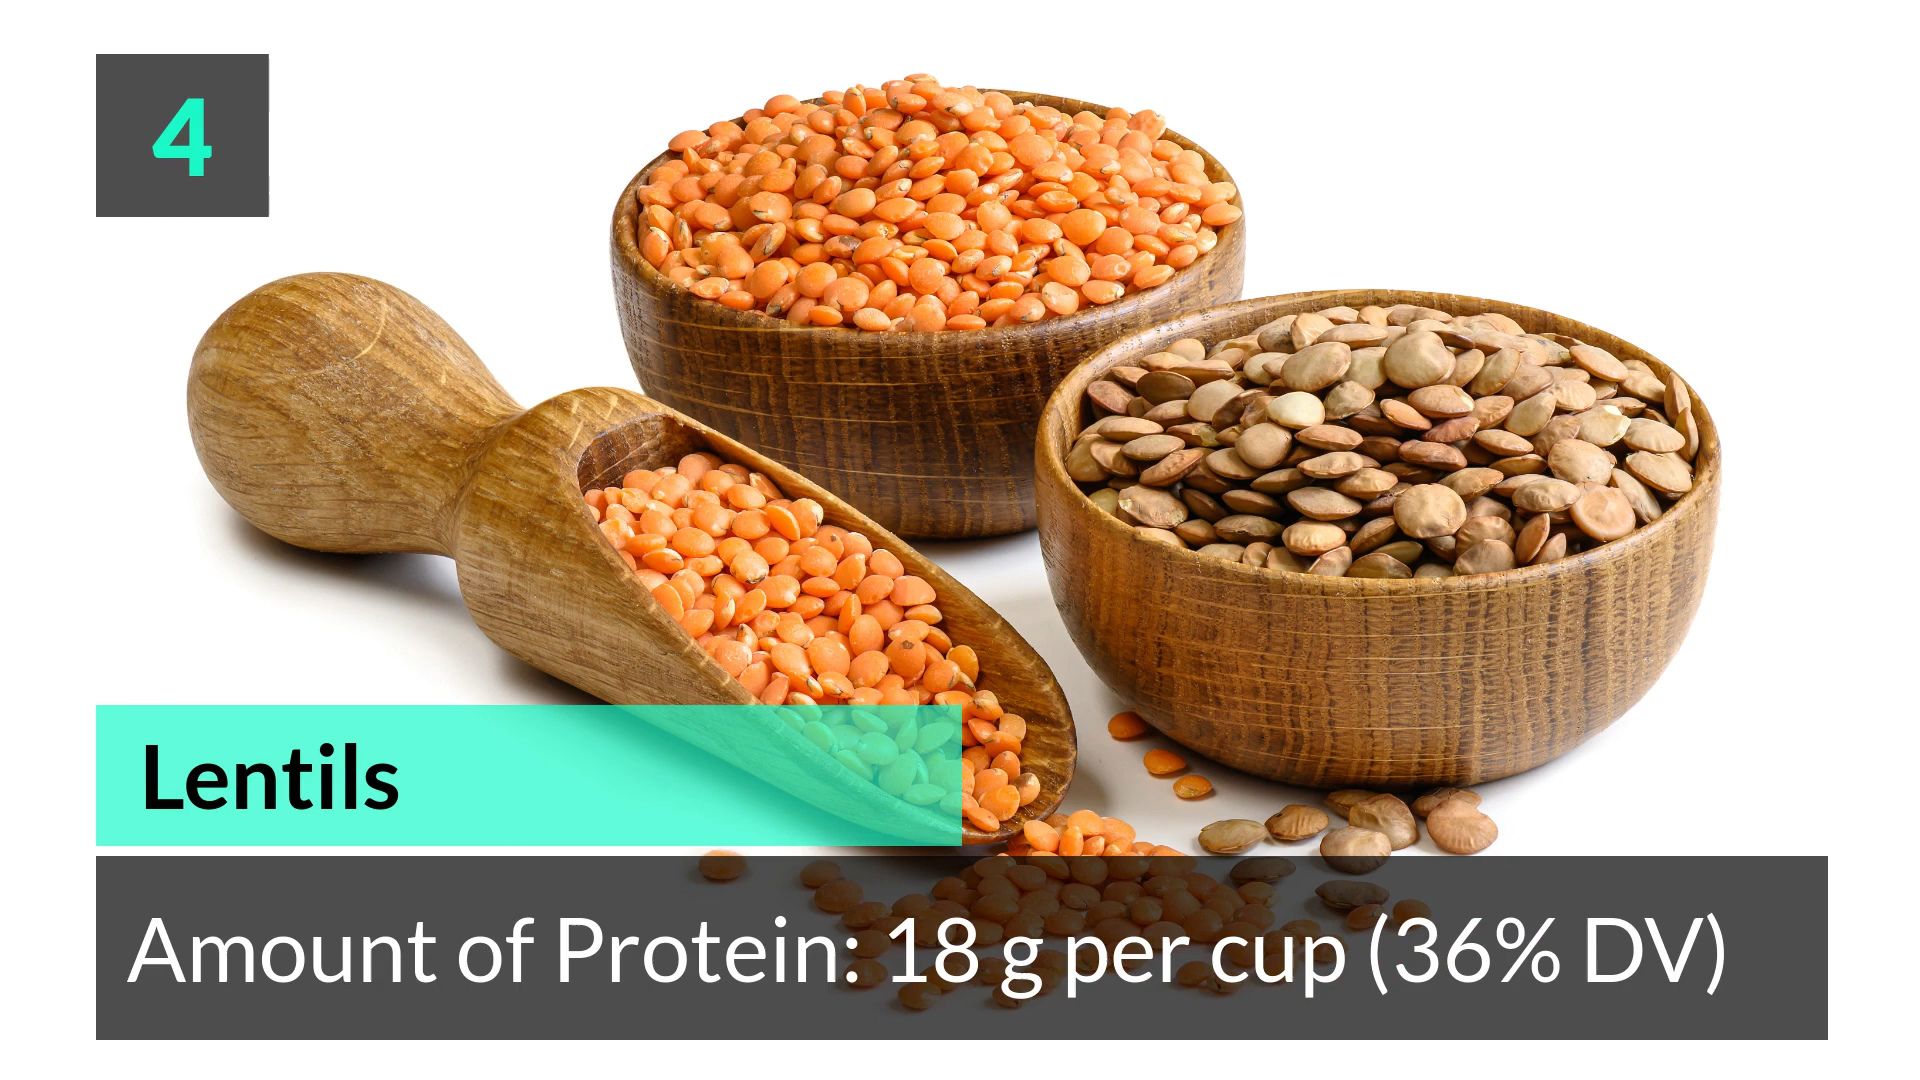 4
Lentils
Amount of Protein: 18 g per cup (36% DV)